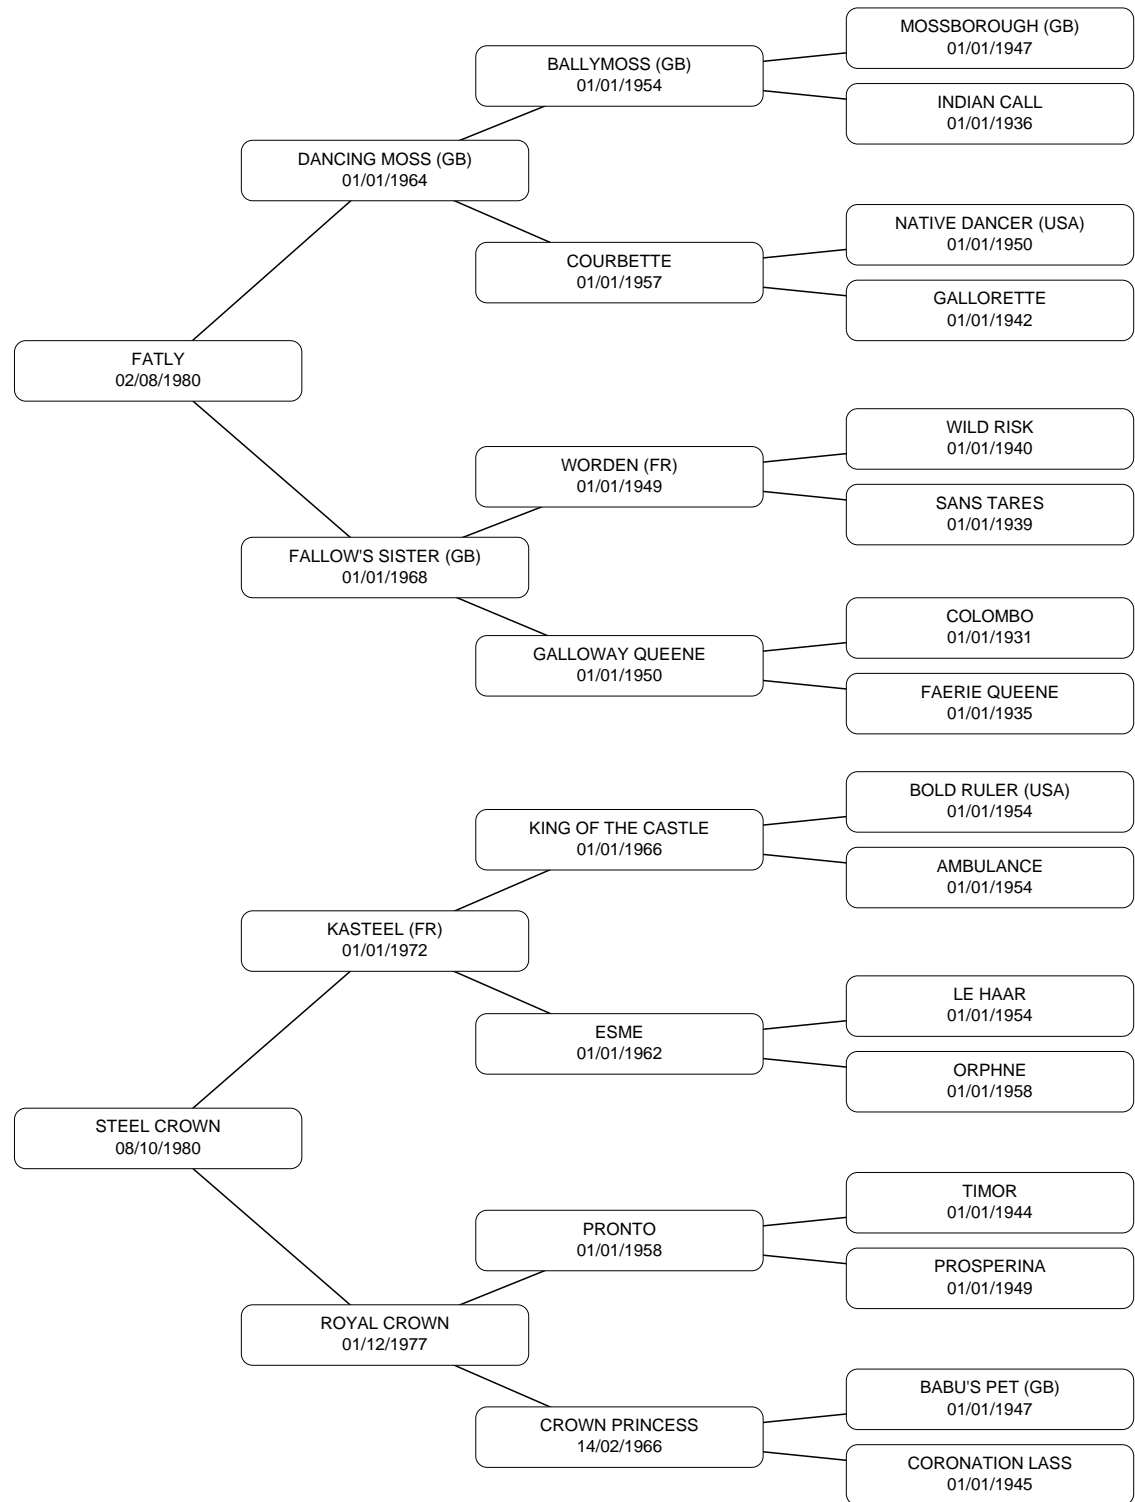 MOSSBOROUGH (GB)
01/01/1947
BALLYMOSS (GB)
01/01/1954
INDIAN CALL
01/01/1936
DANCING MOSS (GB)
01/01/1964
NATIVE DANCER (USA)
01/01/1950
COURBETTE
01/01/1957
GALLORETTE
01/01/1942
FATLY
02/08/1980
WILD RISK
01/01/1940
WORDEN (FR)
01/01/1949
SANS TARES
01/01/1939
FALLOW'S SISTER (GB)
01/01/1968
COLOMBO
01/01/1931
GALLOWAY QUEENE
01/01/1950
FAERIE QUEENE
01/01/1935
BOLD RULER (USA)
01/01/1954
KING OF THE CASTLE
01/01/1966
AMBULANCE
01/01/1954
KASTEEL (FR)
01/01/1972
LE HAAR
01/01/1954
ESME
01/01/1962
ORPHNE
01/01/1958
STEEL CROWN
08/10/1980
TIMOR
01/01/1944
PRONTO
01/01/1958
PROSPERINA
01/01/1949
ROYAL CROWN
01/12/1977
BABU'S PET (GB)
01/01/1947
CROWN PRINCESS
14/02/1966
CORONATION LASS
01/01/1945